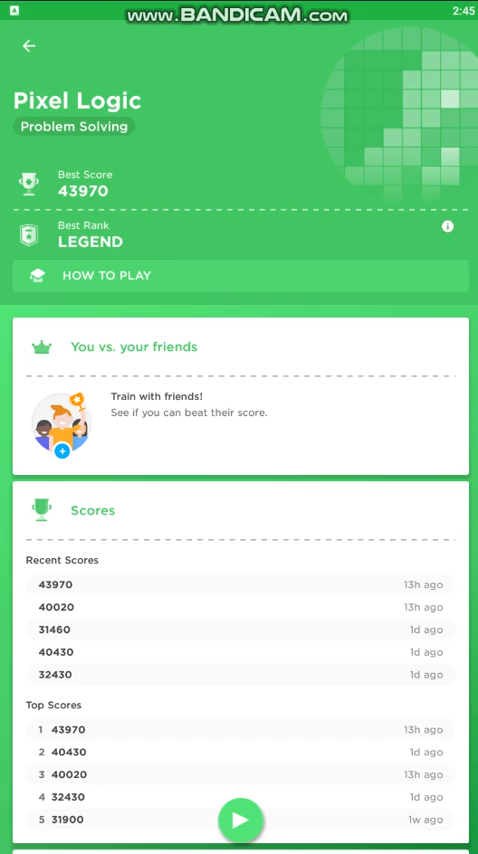 A
www.BANDICAM.com
2:45
Pixel Logic
Problem Solving
Best Score
43970
Best Rank
LEGEND
i
HOW TO PLAY
You vs. your friends
Train with friends!
See if you can beat their score.
Scores
Recent Scores
43970 13h ago
40020 13h ago
31460 1d ago
40430 1d ago
32430 1d ago
Top Scores
1 43970 13h ago
2 40430 1d ago
3 40020 13h ago
4 32430 1d ago
5 31900 1w ago